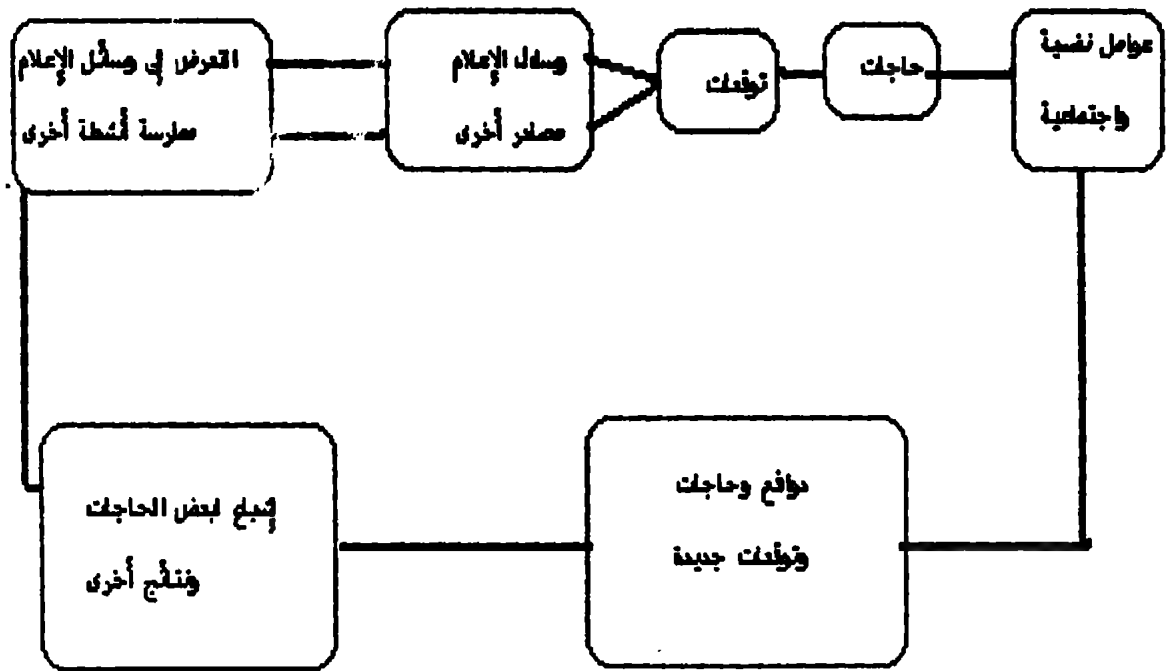 عوامل نفسية
واجتماعية
حاجات
توقعات
وسائل الإعلام
مصادر أخرى
التعرض إلى وسائل الإعلام
ممارسة أنشطة أخرى
إشباع لبعض الحاجات
ونتائج أخرى
دوافع وحاجات
وتوقعات جديدة